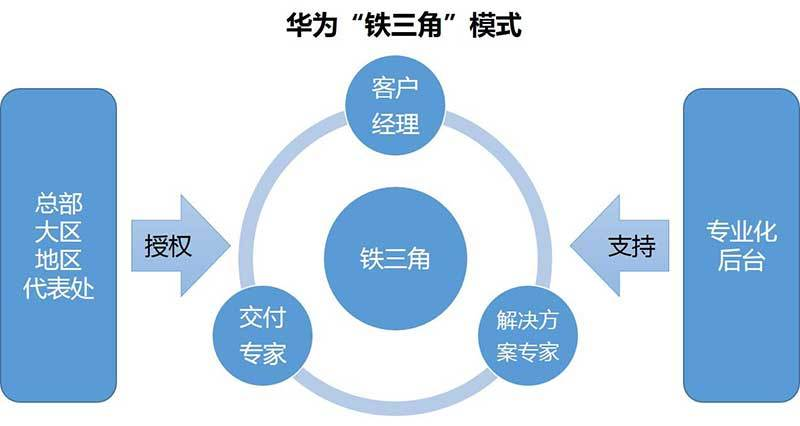 华为“铁三角”模式
客户
经理
总部
大区
地区
代表处
授权
铁三角
支持
专业化
后台
交付
专家
解决方
案专家